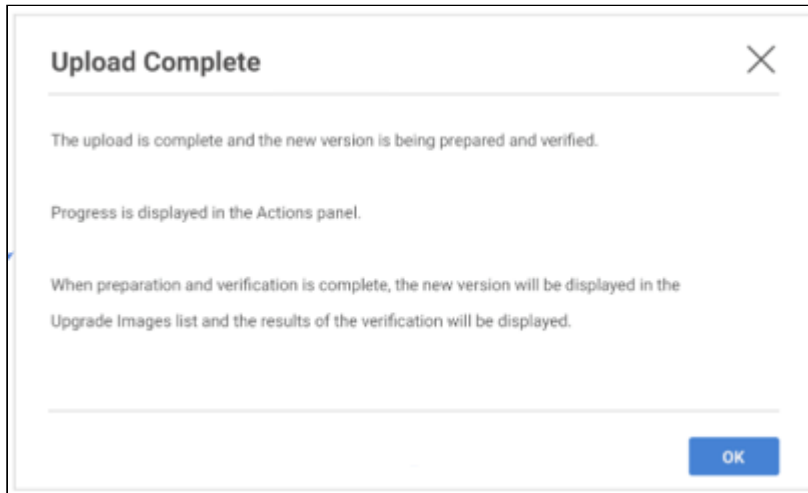 Upload Complete
The upload is complete and the new version is being prepared and verified.
Progress is displayed in the Actions panel.
When preparation and verification is complete, the new version will be displayed in the
Upgrade Images list and the results of the verification will be displayed.
OK